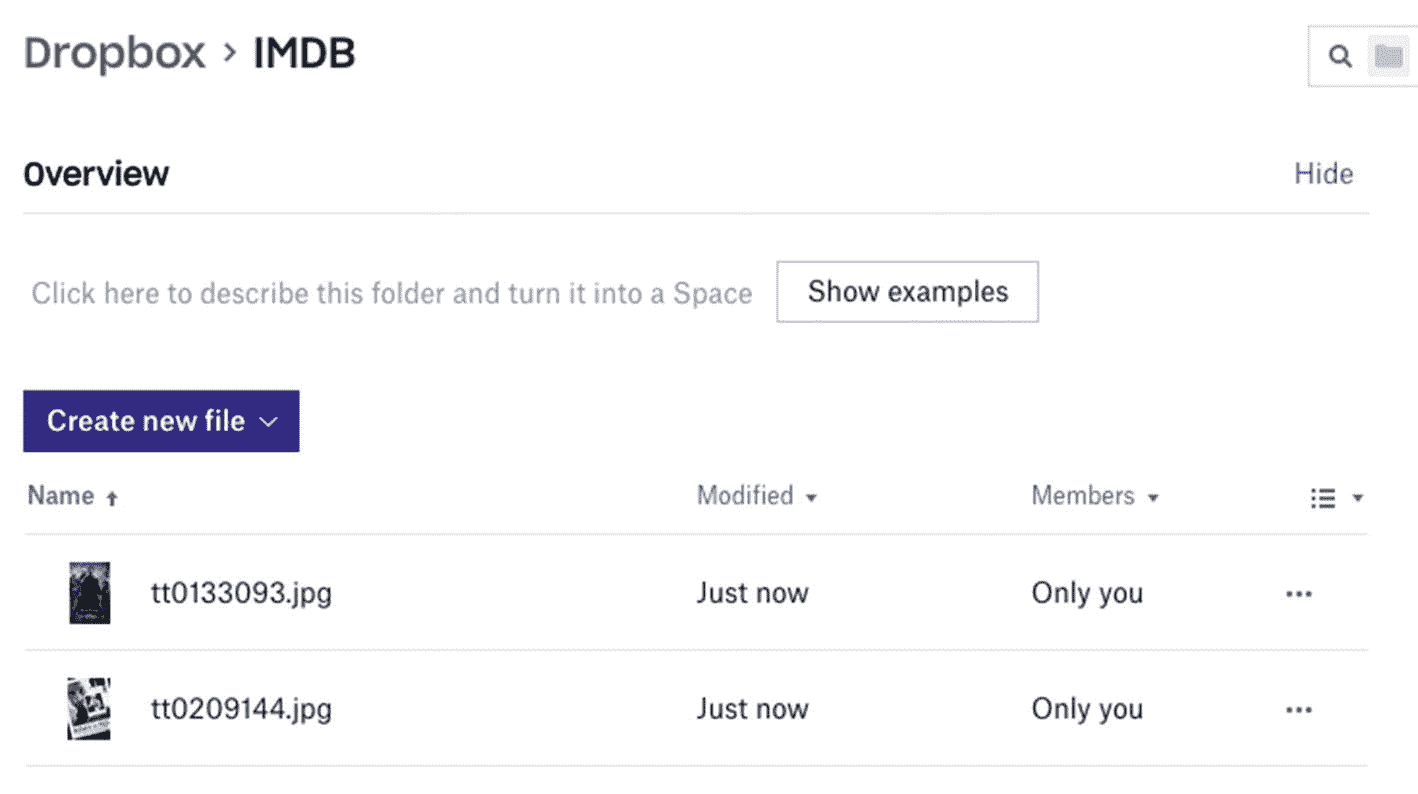 Dropbox > IMDB
Overview Hide
Click here to describe this folder and turn it into a Space Show examples
Create new file
Name Modified Members
tt0133093.jpg Just now Only you
tt0209144.jpg Just now Only you